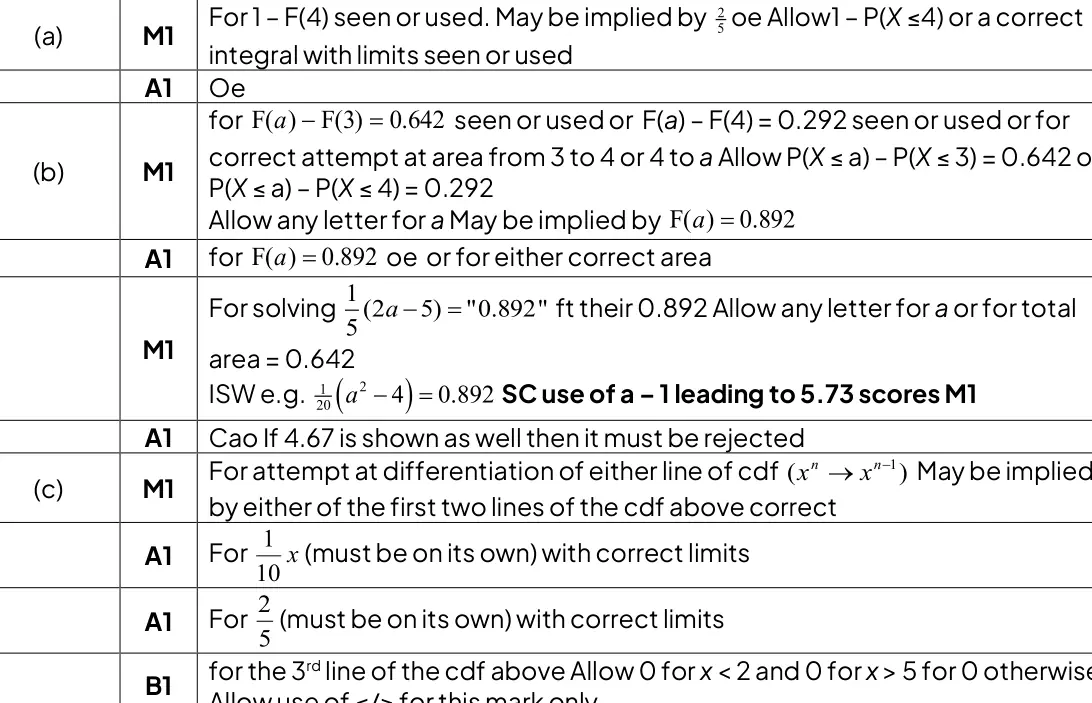 (a) M1 For 1 – F(4) seen or used. May be implied by 2/5 oe Allow1 – P(X ≤4) or a correct
integral with limits seen or used
A1 Oe
(b) M1 for F(a) − F(3) = 0.642 seen or used or F(a) – F(4) = 0.292 seen or used or for
correct attempt at area from 3 to 4 or 4 to a Allow P(X ≤ a) – P(X ≤ 3) = 0.642 o
P(X ≤ a) – P(X ≤ 4) = 0.292
Allow any letter for a May be implied by F(a) = 0.892
A1 for F(a) = 0.892 oe or for either correct area
M1 For solving 1/5(2a − 5) = "0.892" ft their 0.892 Allow any letter for a or for total
area = 0.642
ISW e.g. 1/20(a² − 4) = 0.892 SC use of a – 1 leading to 5.73 scores M1
A1 Cao If 4.67 is shown as well then it must be rejected
(c) M1 For attempt at differentiation of either line of cdf (xⁿ → xⁿ⁻¹) May be implied
by either of the first two lines of the cdf above correct
A1 For 1/10 x (must be on its own) with correct limits
A1 For 2/5 (must be on its own) with correct limits
B1 for the 3rd line of the cdf above Allow 0 for x < 2 and 0 for x > 5 for 0 otherwise
Allow use of </> for this mark only